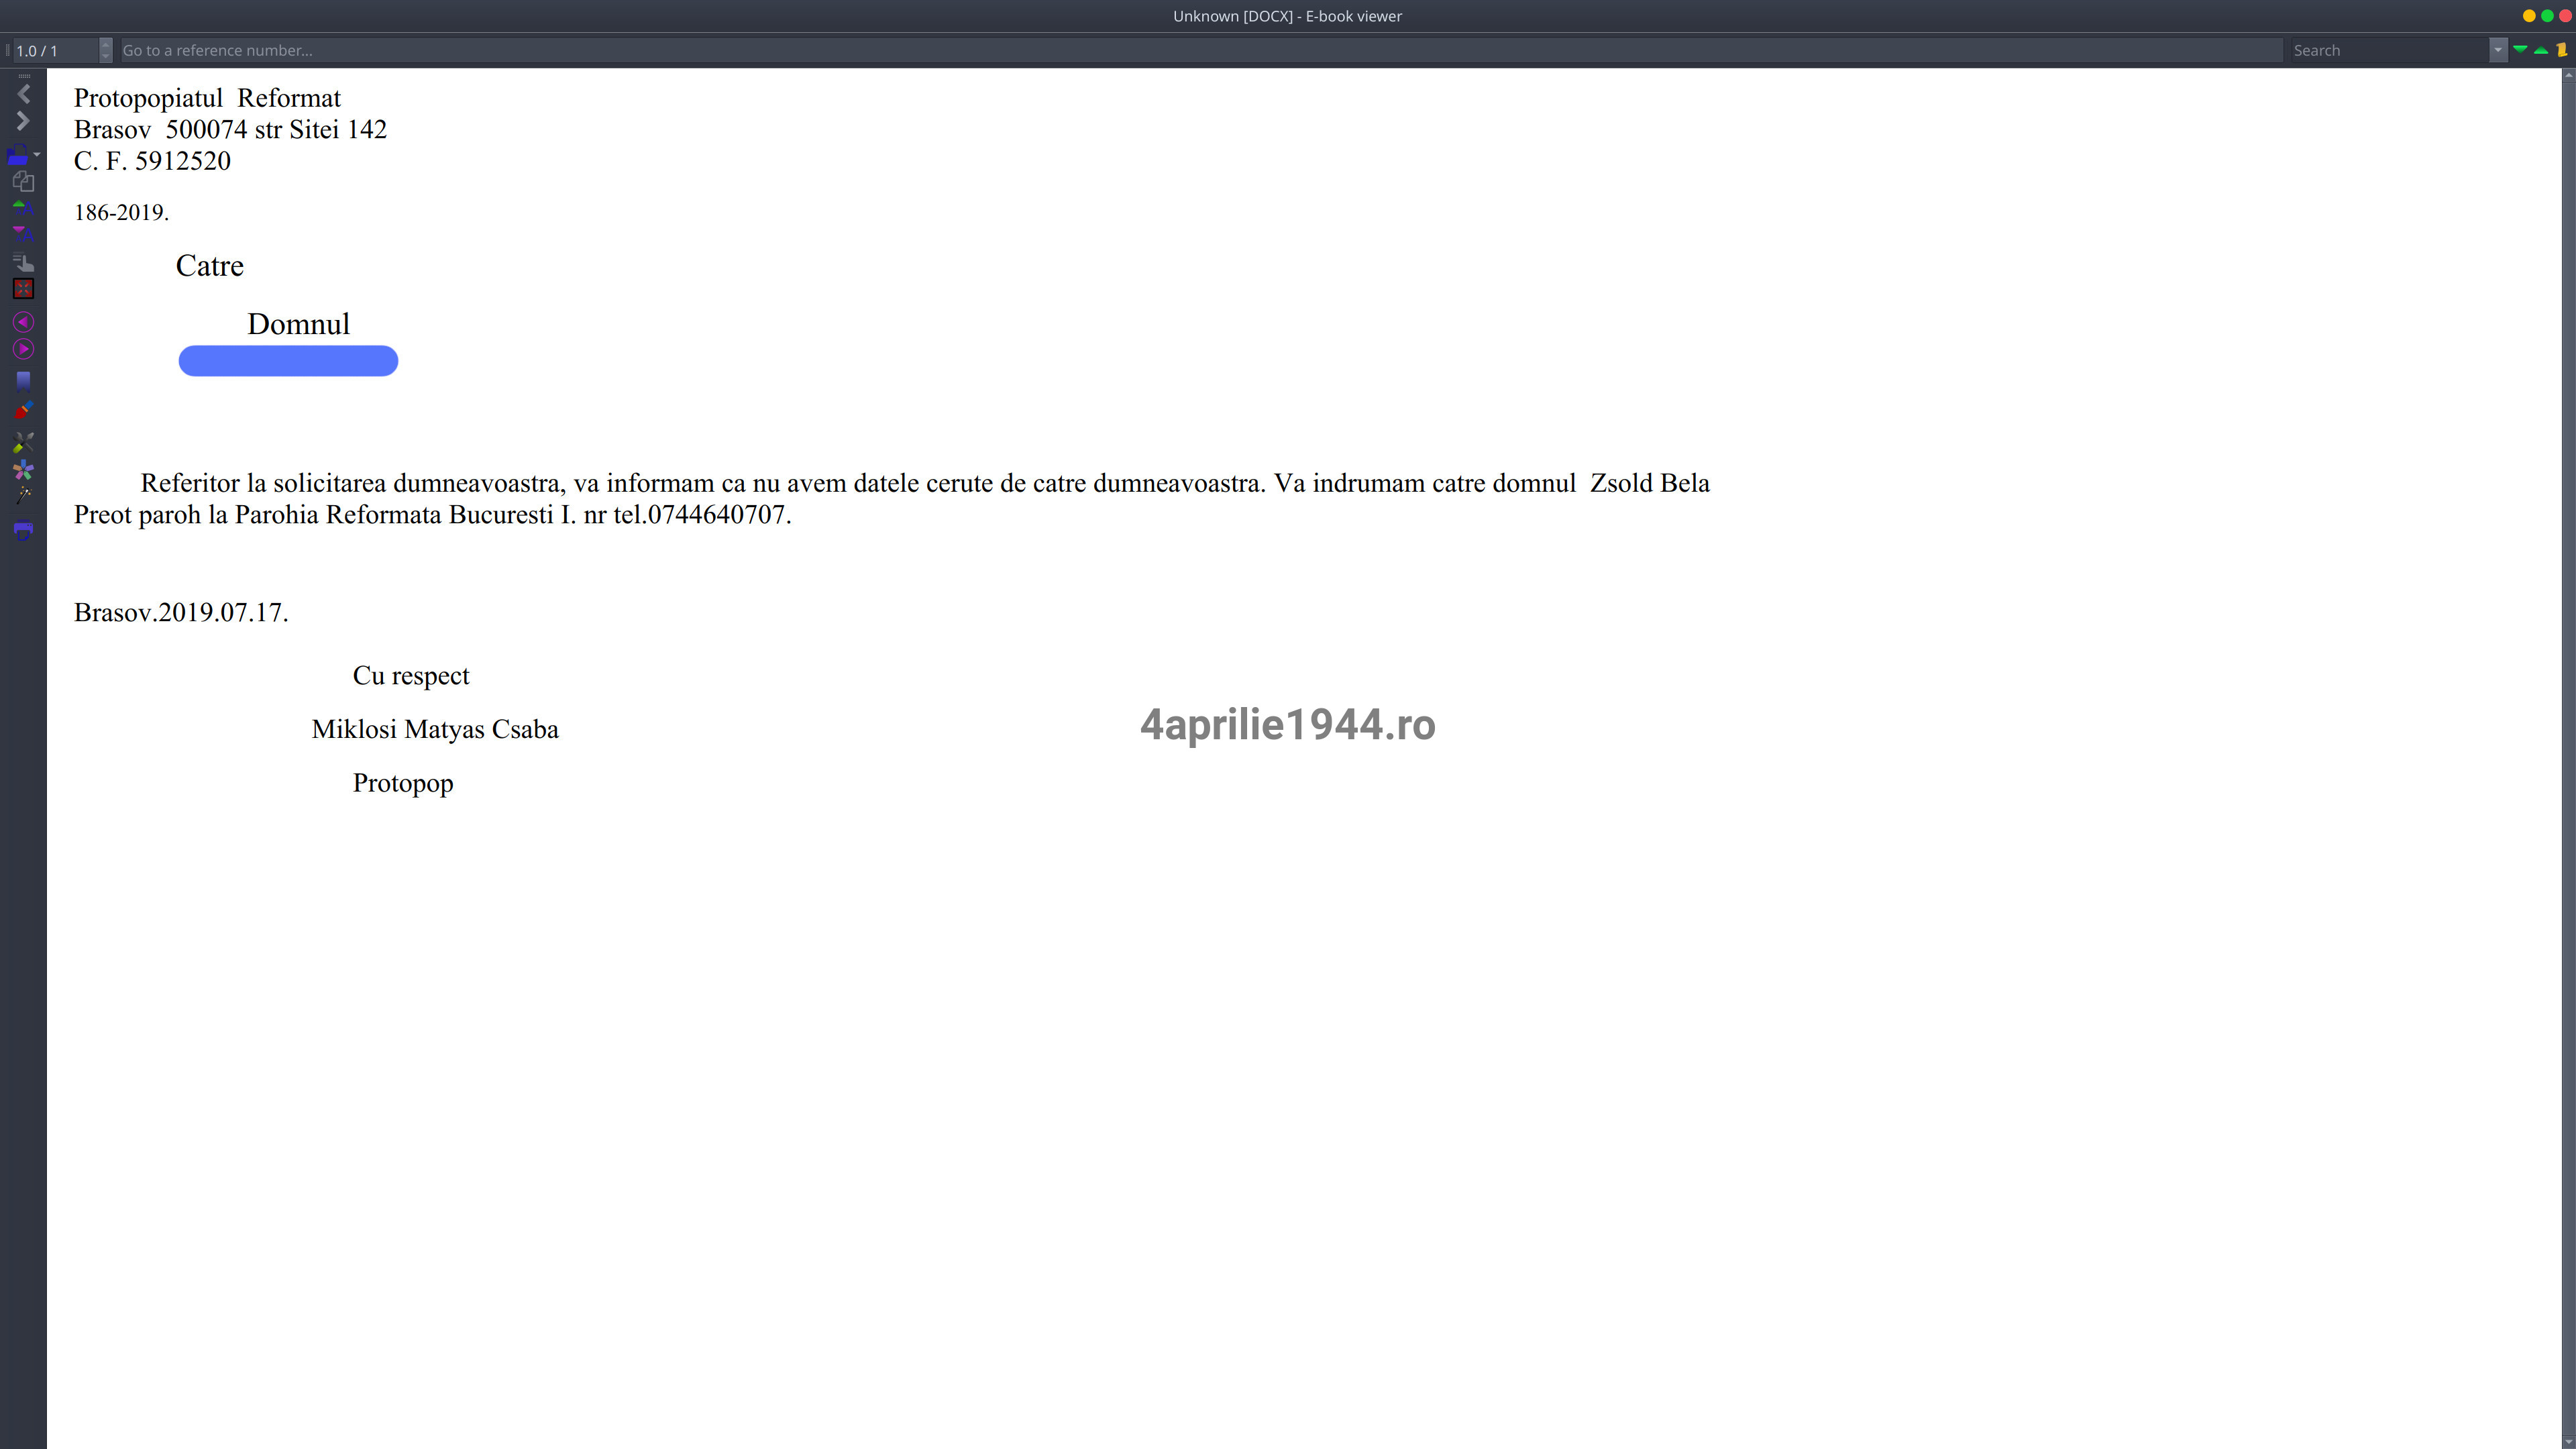 Unknown [DOCX] - E-book viewer
1.0 / 1
Go to a reference number...
Search
Protopopiatul  Reformat
Brasov  500074 str Sitei 142
C. F. 5912520
186-2019.
Catre
Domnul
Referitor la solicitarea dumneavoastra, va informam ca nu avem datele cerute de catre dumneavoastra. Va indrumam catre domnul  Zsold Bela
Preot paroh la Parohia Reformata Bucuresti I. nr tel.0744640707.
Brasov.2019.07.17.
Cu respect
Miklosi Matyas Csaba
4aprilie1944.ro
Protopop